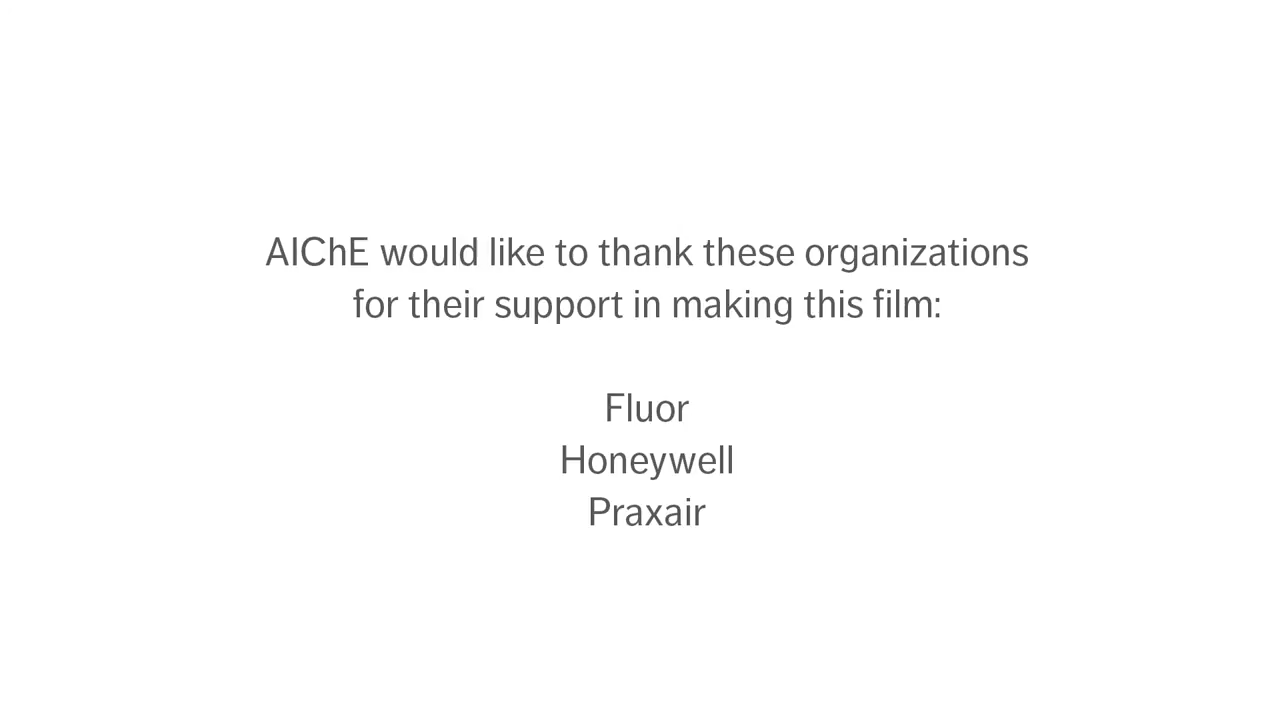 AIChE would like to thank these organizations
for their support in making this film:
Fluor
Honeywell
Praxair